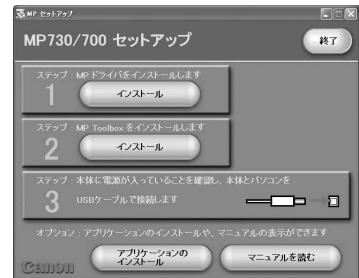 MP セットアップ
MP730/700 セットアップ
終了
ステップ : MP ドライバをインストールします
1
インストール
ステップ : MP Toolbox をインストールします
2
インストール
ステップ : 本体に電源が入っていることを確認し、本体とパソコンを
3
USBケーブルで接続します
オプション : アプリケーションのインストールや、マニュアルの表示ができます
Canon
アプリケーションの
インストール
マニュアルを読む